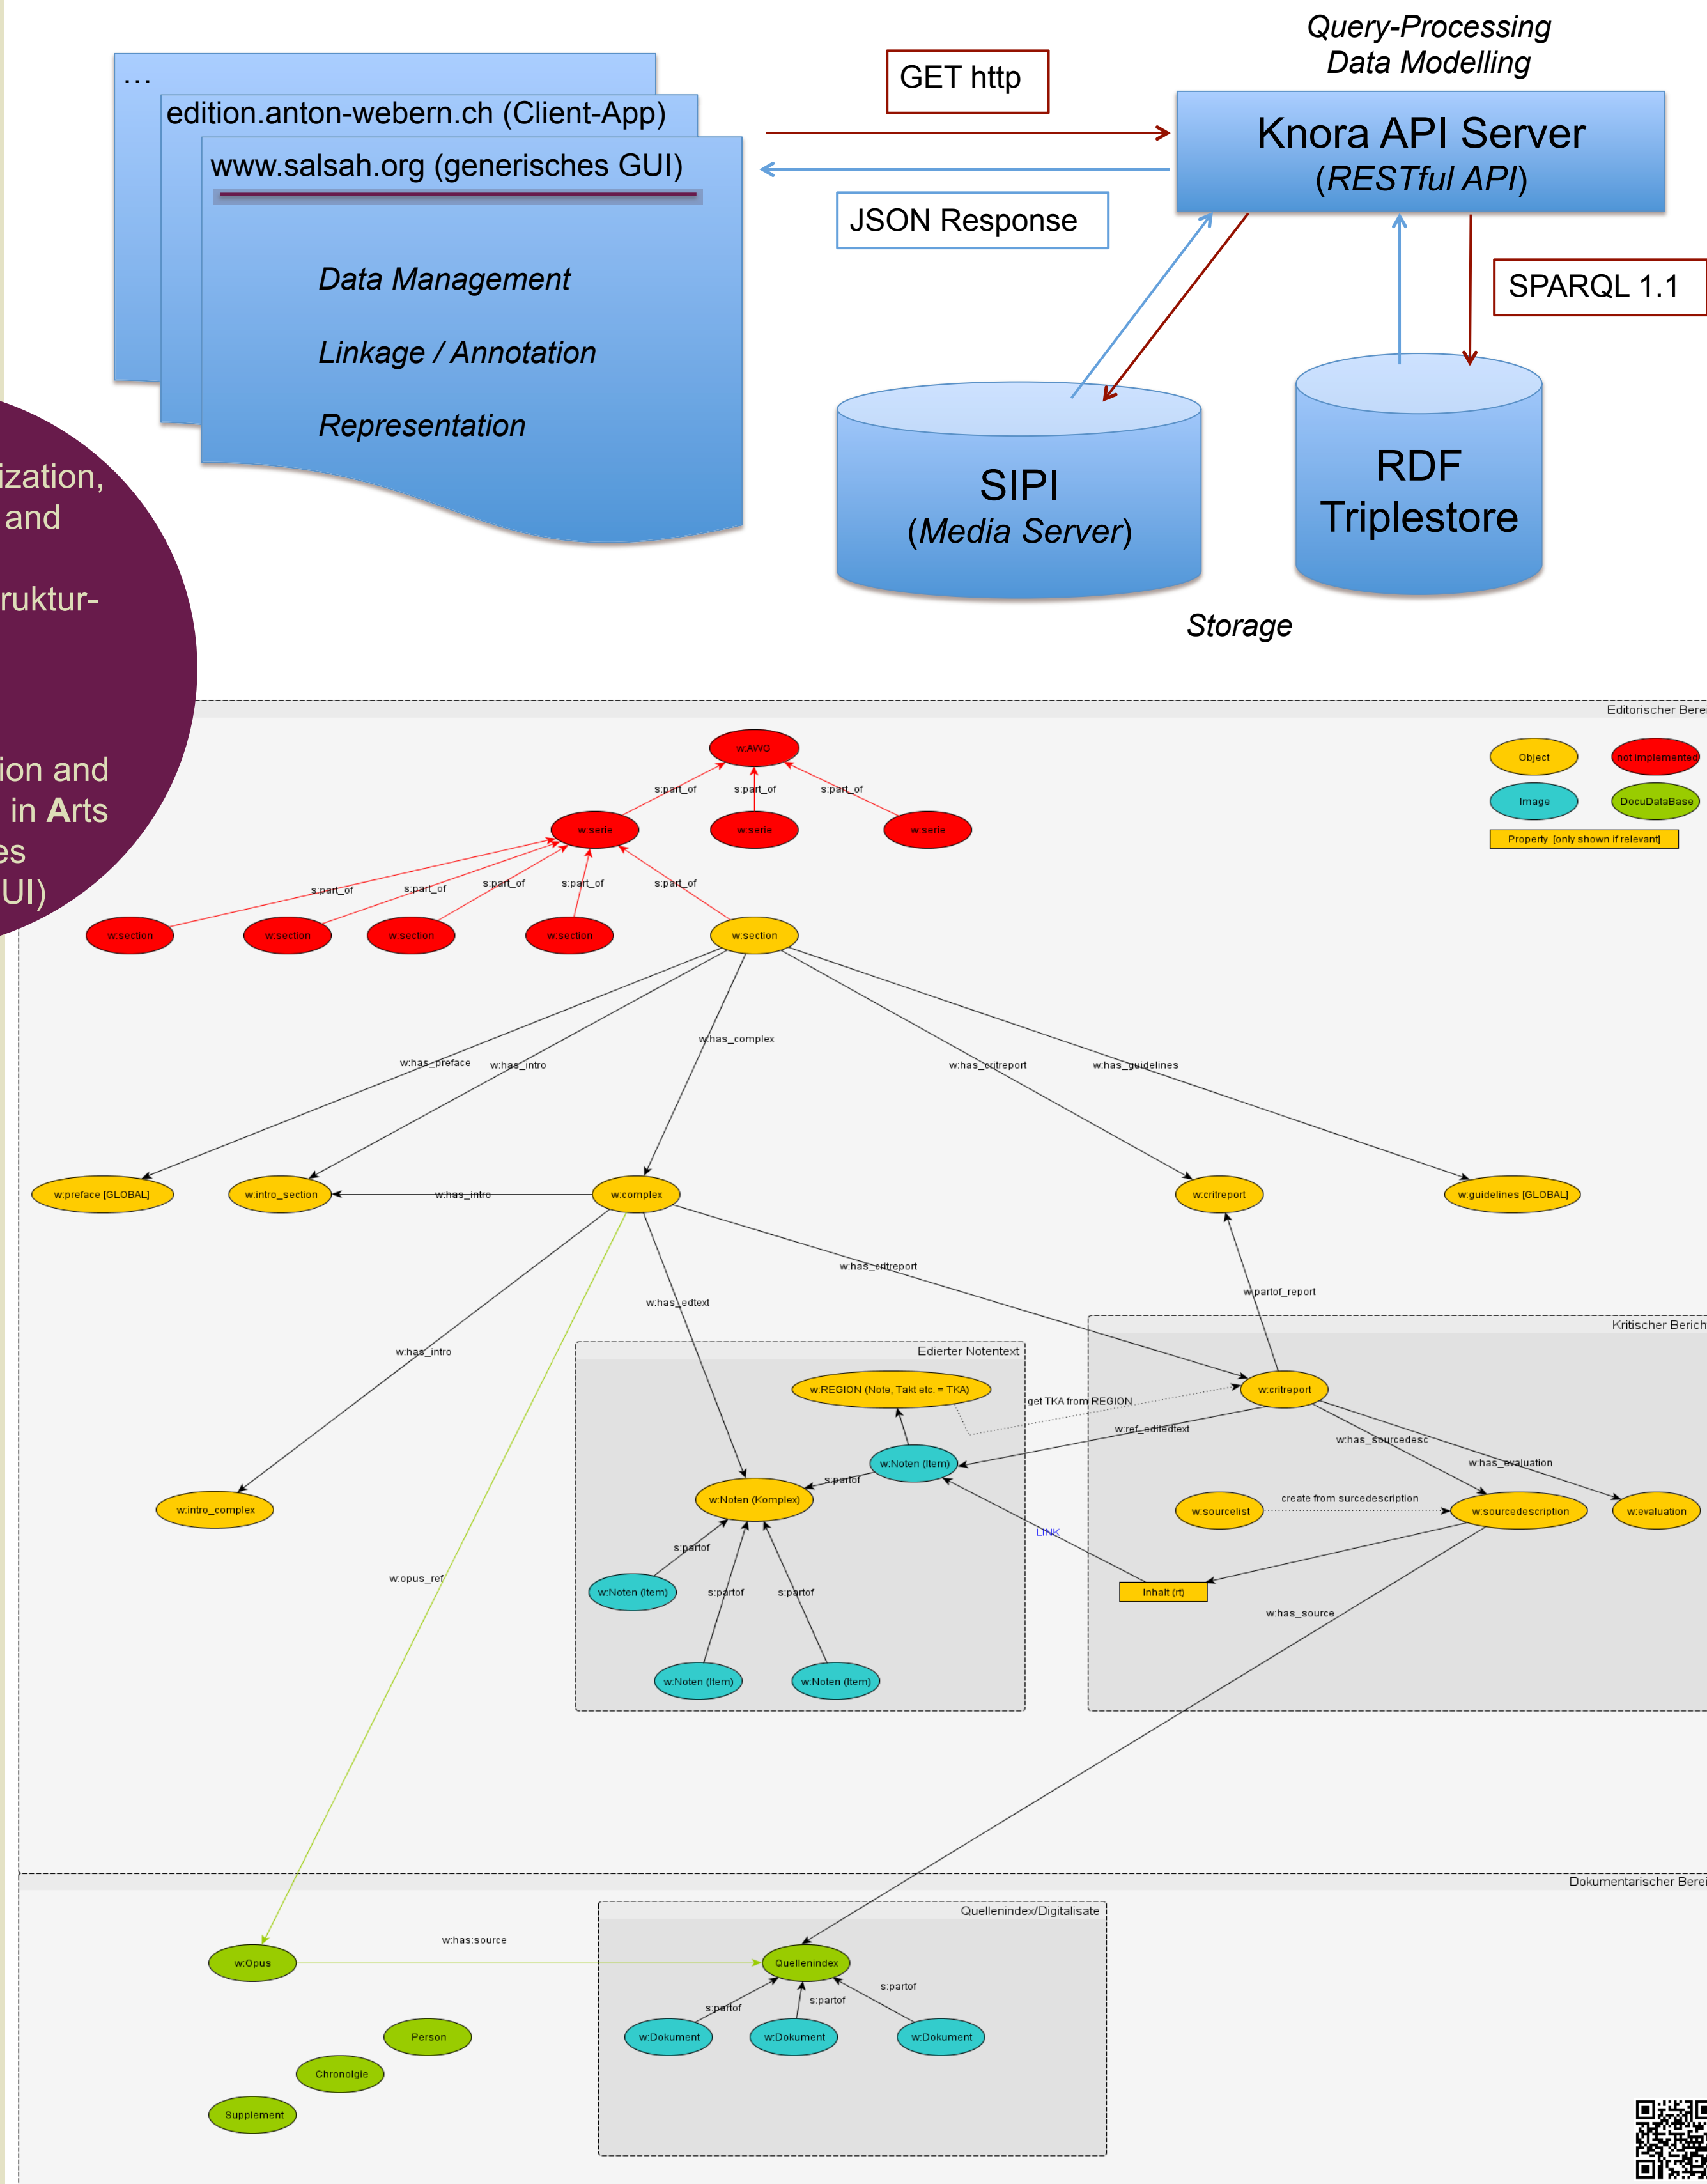 Query-Processing
Data Modelling
…
edition.anton-webern.ch (Client-App)
www.salsah.org (generisches GUI)
Data Management
Linkage / Annotation
Representation
GET http
JSON Response
Knora API Server
(RESTful API)
SPARQL 1.1
SIPI
(Media Server)
RDF
Triplestore
Storage
ization,
and
ruktur-
ion and
in Arts
es
UI)
Editorischer Berei
Object
not implemented
Image
DocuDataBase
Property [only shown if relevant]
w:AWG
s:part_of
s:part_of
s:part_of
w:serie
w:serie
w:serie
s:part_of
s:part_of
s:part_of
s:part_of
s:part_of
w:section
w:section
w:section
w:section
w:section
w:has_preface
w:has_intro
w:has_complex
w:has_critreport
w:has_guidelines
w:preface [GLOBAL]
w:intro_section
w:has_intro
w:complex
w:critreport
w:guidelines [GLOBAL]
w:has_critreport
w:has_edtext
w:partof_report
w:has_intro
Edierter Notentext
Kritischer Berich
w:REGION (Note, Takt etc. = TKA)
get TKA from REGION
w:critreport
w:ref_editedtext
w:has_sourcedesc
w:has_evaluation
w:Noten (Item)
s:partof
w:Noten (Komplex)
w:intro_complex
w:sourcelist
create from surcedescription
w:sourcedescription
w:evaluation
LINK
s:partof
w:opus_ref
w:Noten (Item)
s:partof
s:partof
Inhalt (rt)
w:has_source
w:Noten (Item)
w:Noten (Item)
Dokumentarischer Berei
Quellenindex/Digitalisate
w:has:source
w:Opus
Quellenindex
s:partof
s:partof
s:partof
w:Dokument
w:Dokument
w:Dokument
Person
Chronolgie
Supplement